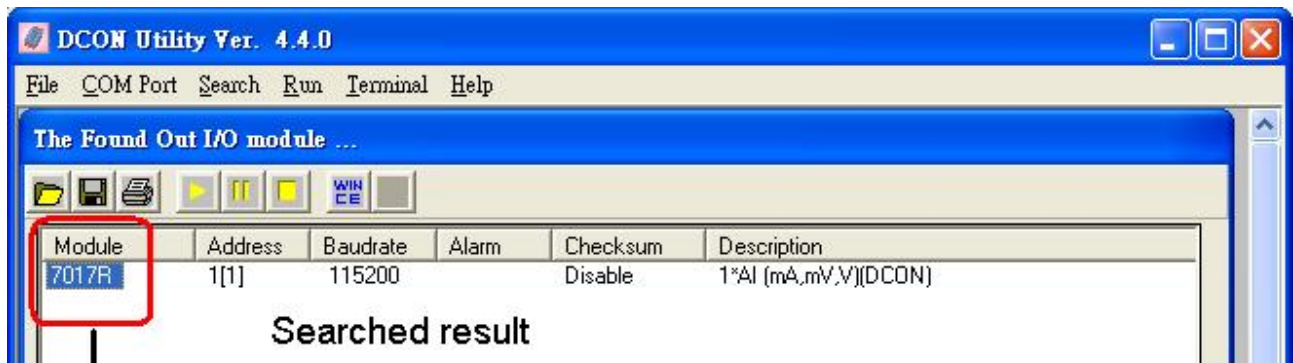 DCON Utility Ver. 4.4.0
File COM Port Search Run Terminal Help
The Found Out I/O module ...
WIN CE
Module Address Baudrate Alarm Checksum Description
7017R 1[1] 115200 Disable 1*AI (mA,mV,V)(DCON)
Searched result